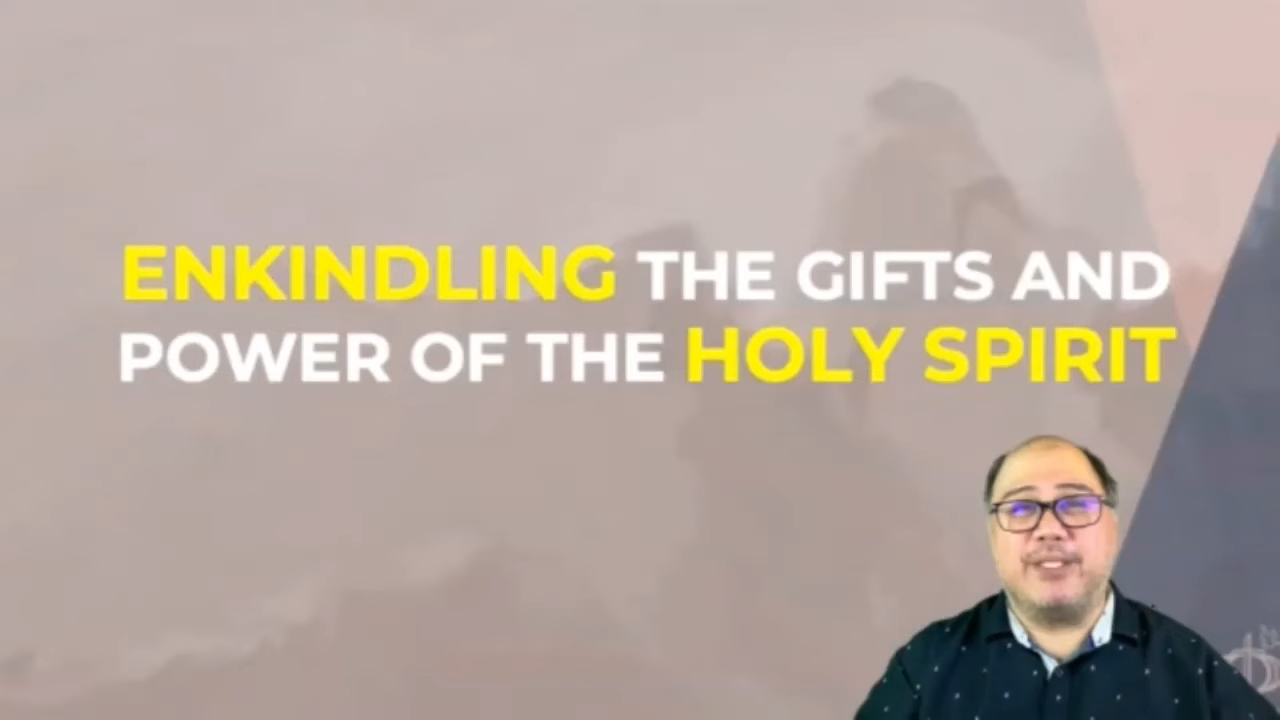 ENKINDLING THE GIFTS AND
POWER OF THE HOLY SPIRIT